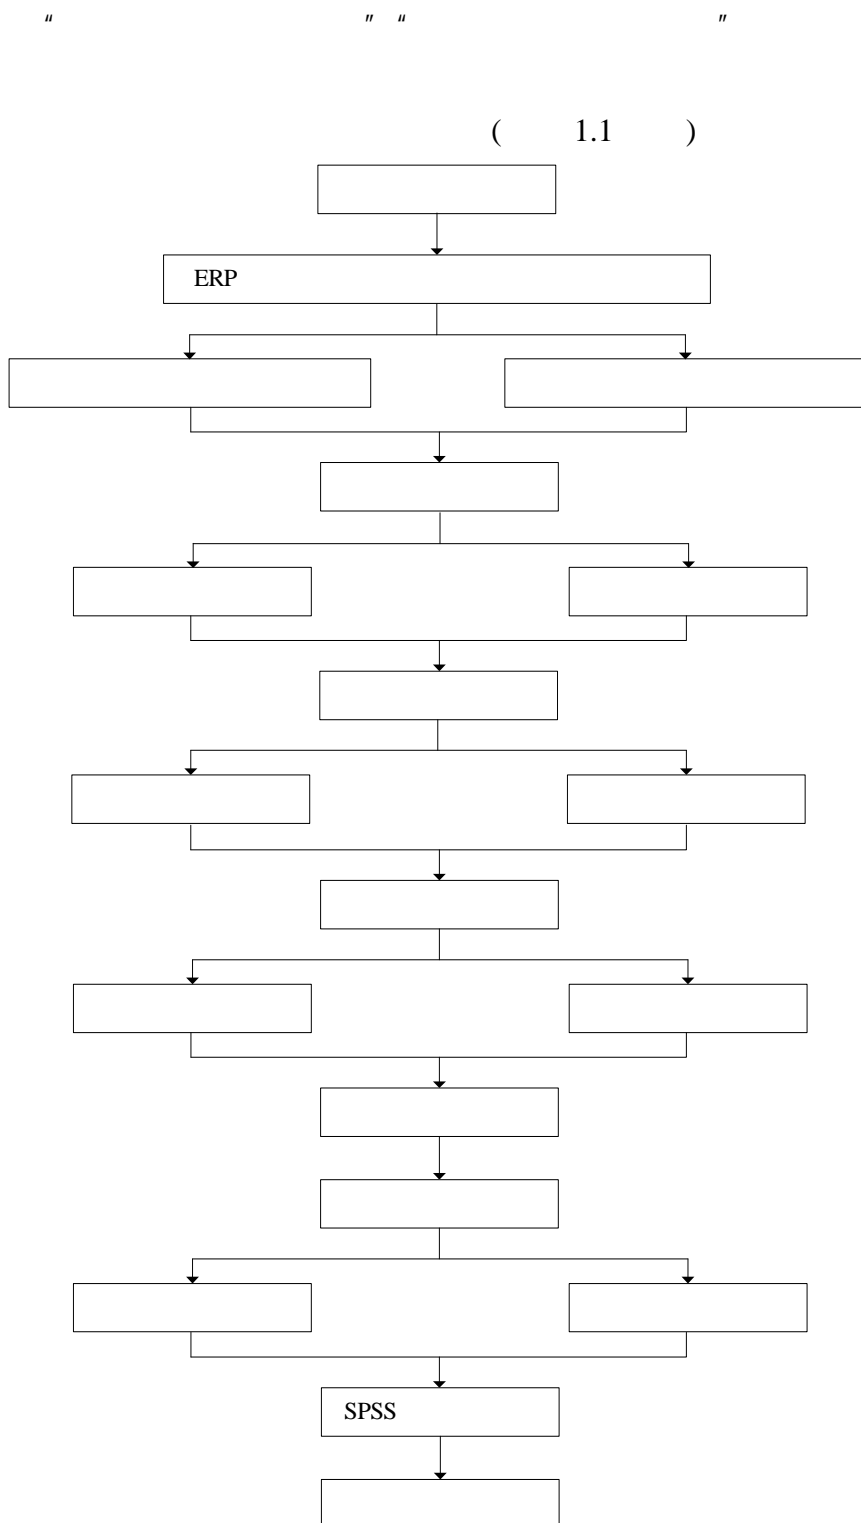 “ ” “ ”
( 1.1 )
ERP
SPSS